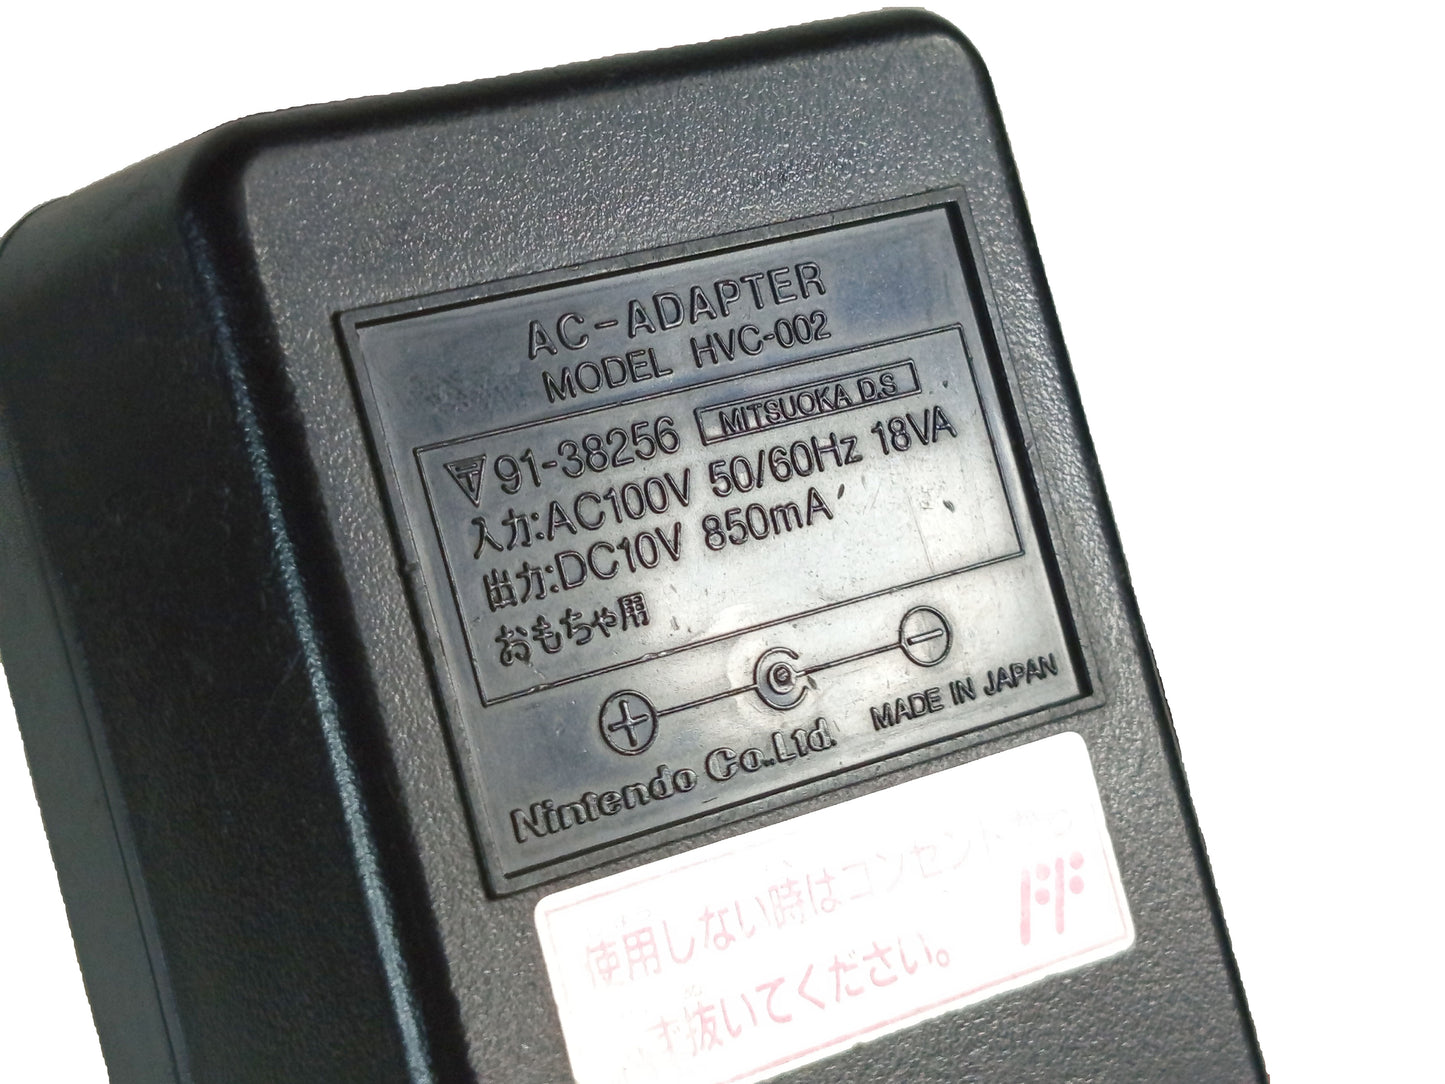 AC-ADAPTER
MODEL HVC-002
91-38256 MITSUOKA D.S
入力:AC100V 50/60Hz 18VA
出力:DC10V 850mA
おもちゃ用
Nintendo Co.,Ltd.
MADE IN JAPAN
使用しない時はコンセントから
抜いてください。
FF